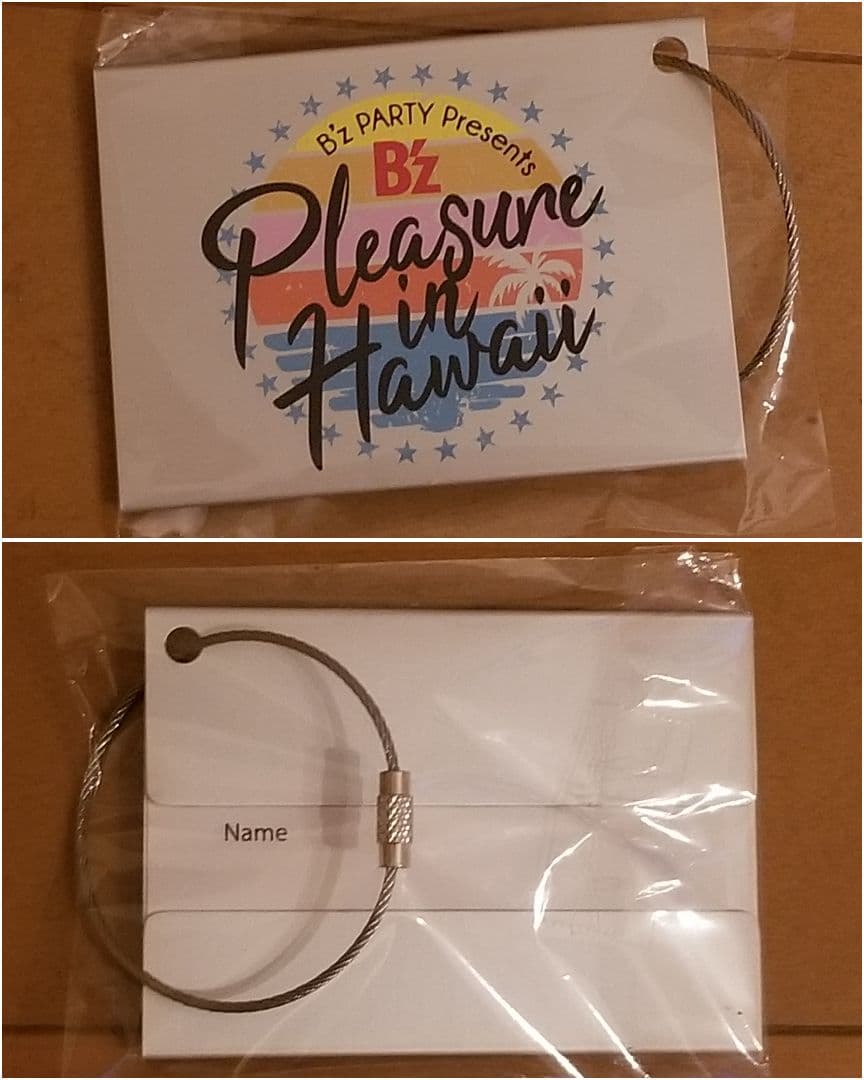 B'z PARTY Presents
B'z
Pleasure
in
Hawaii
Name